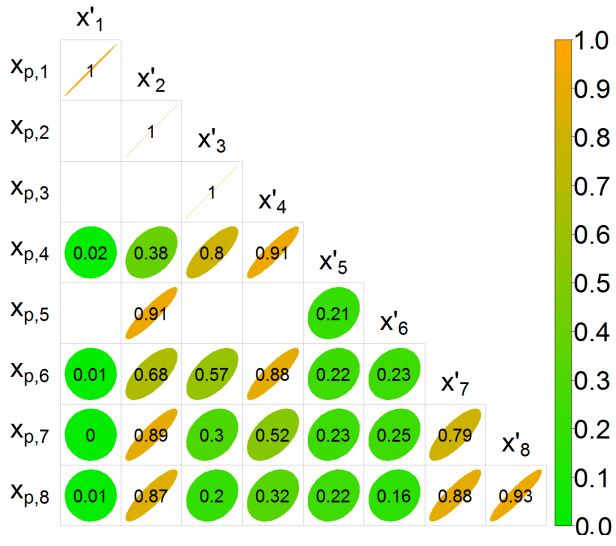 x'1
xp,1 1 x'2
xp,2 1 x'3
xp,3 1 x'4
xp,4 0.02 0.38 0.8 0.91 x'5
xp,5 0.91 0.21 x'6
xp,6 0.01 0.68 0.57 0.88 0.22 0.23 x'7
xp,7 0 0.89 0.3 0.52 0.23 0.25 0.79 x'8
xp,8 0.01 0.87 0.2 0.32 0.22 0.16 0.88 0.93
1.0
0.9
0.8
0.7
0.6
0.5
0.4
0.3
0.2
0.1
0.0